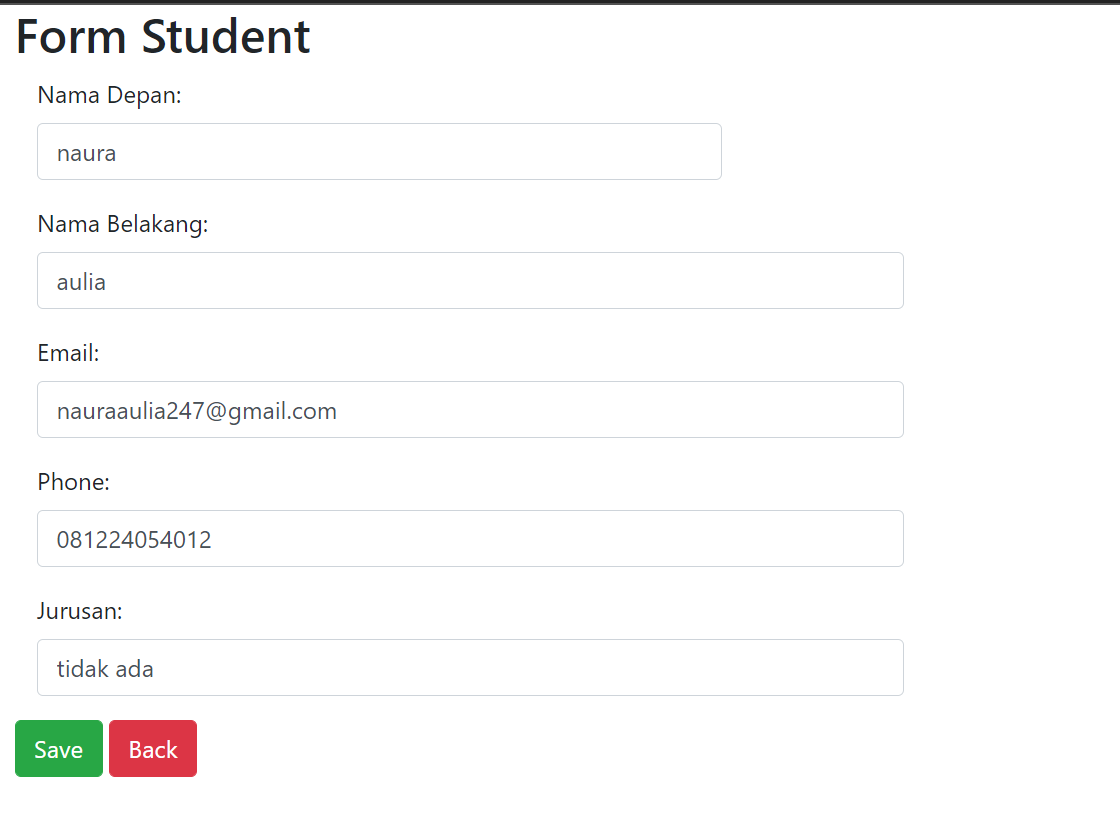 Form Student
Nama Depan:
naura
Nama Belakang:
aulia
Email:
nauraaulia247@gmail.com
Phone:
081224054012
Jurusan:
tidak ada
Save Back